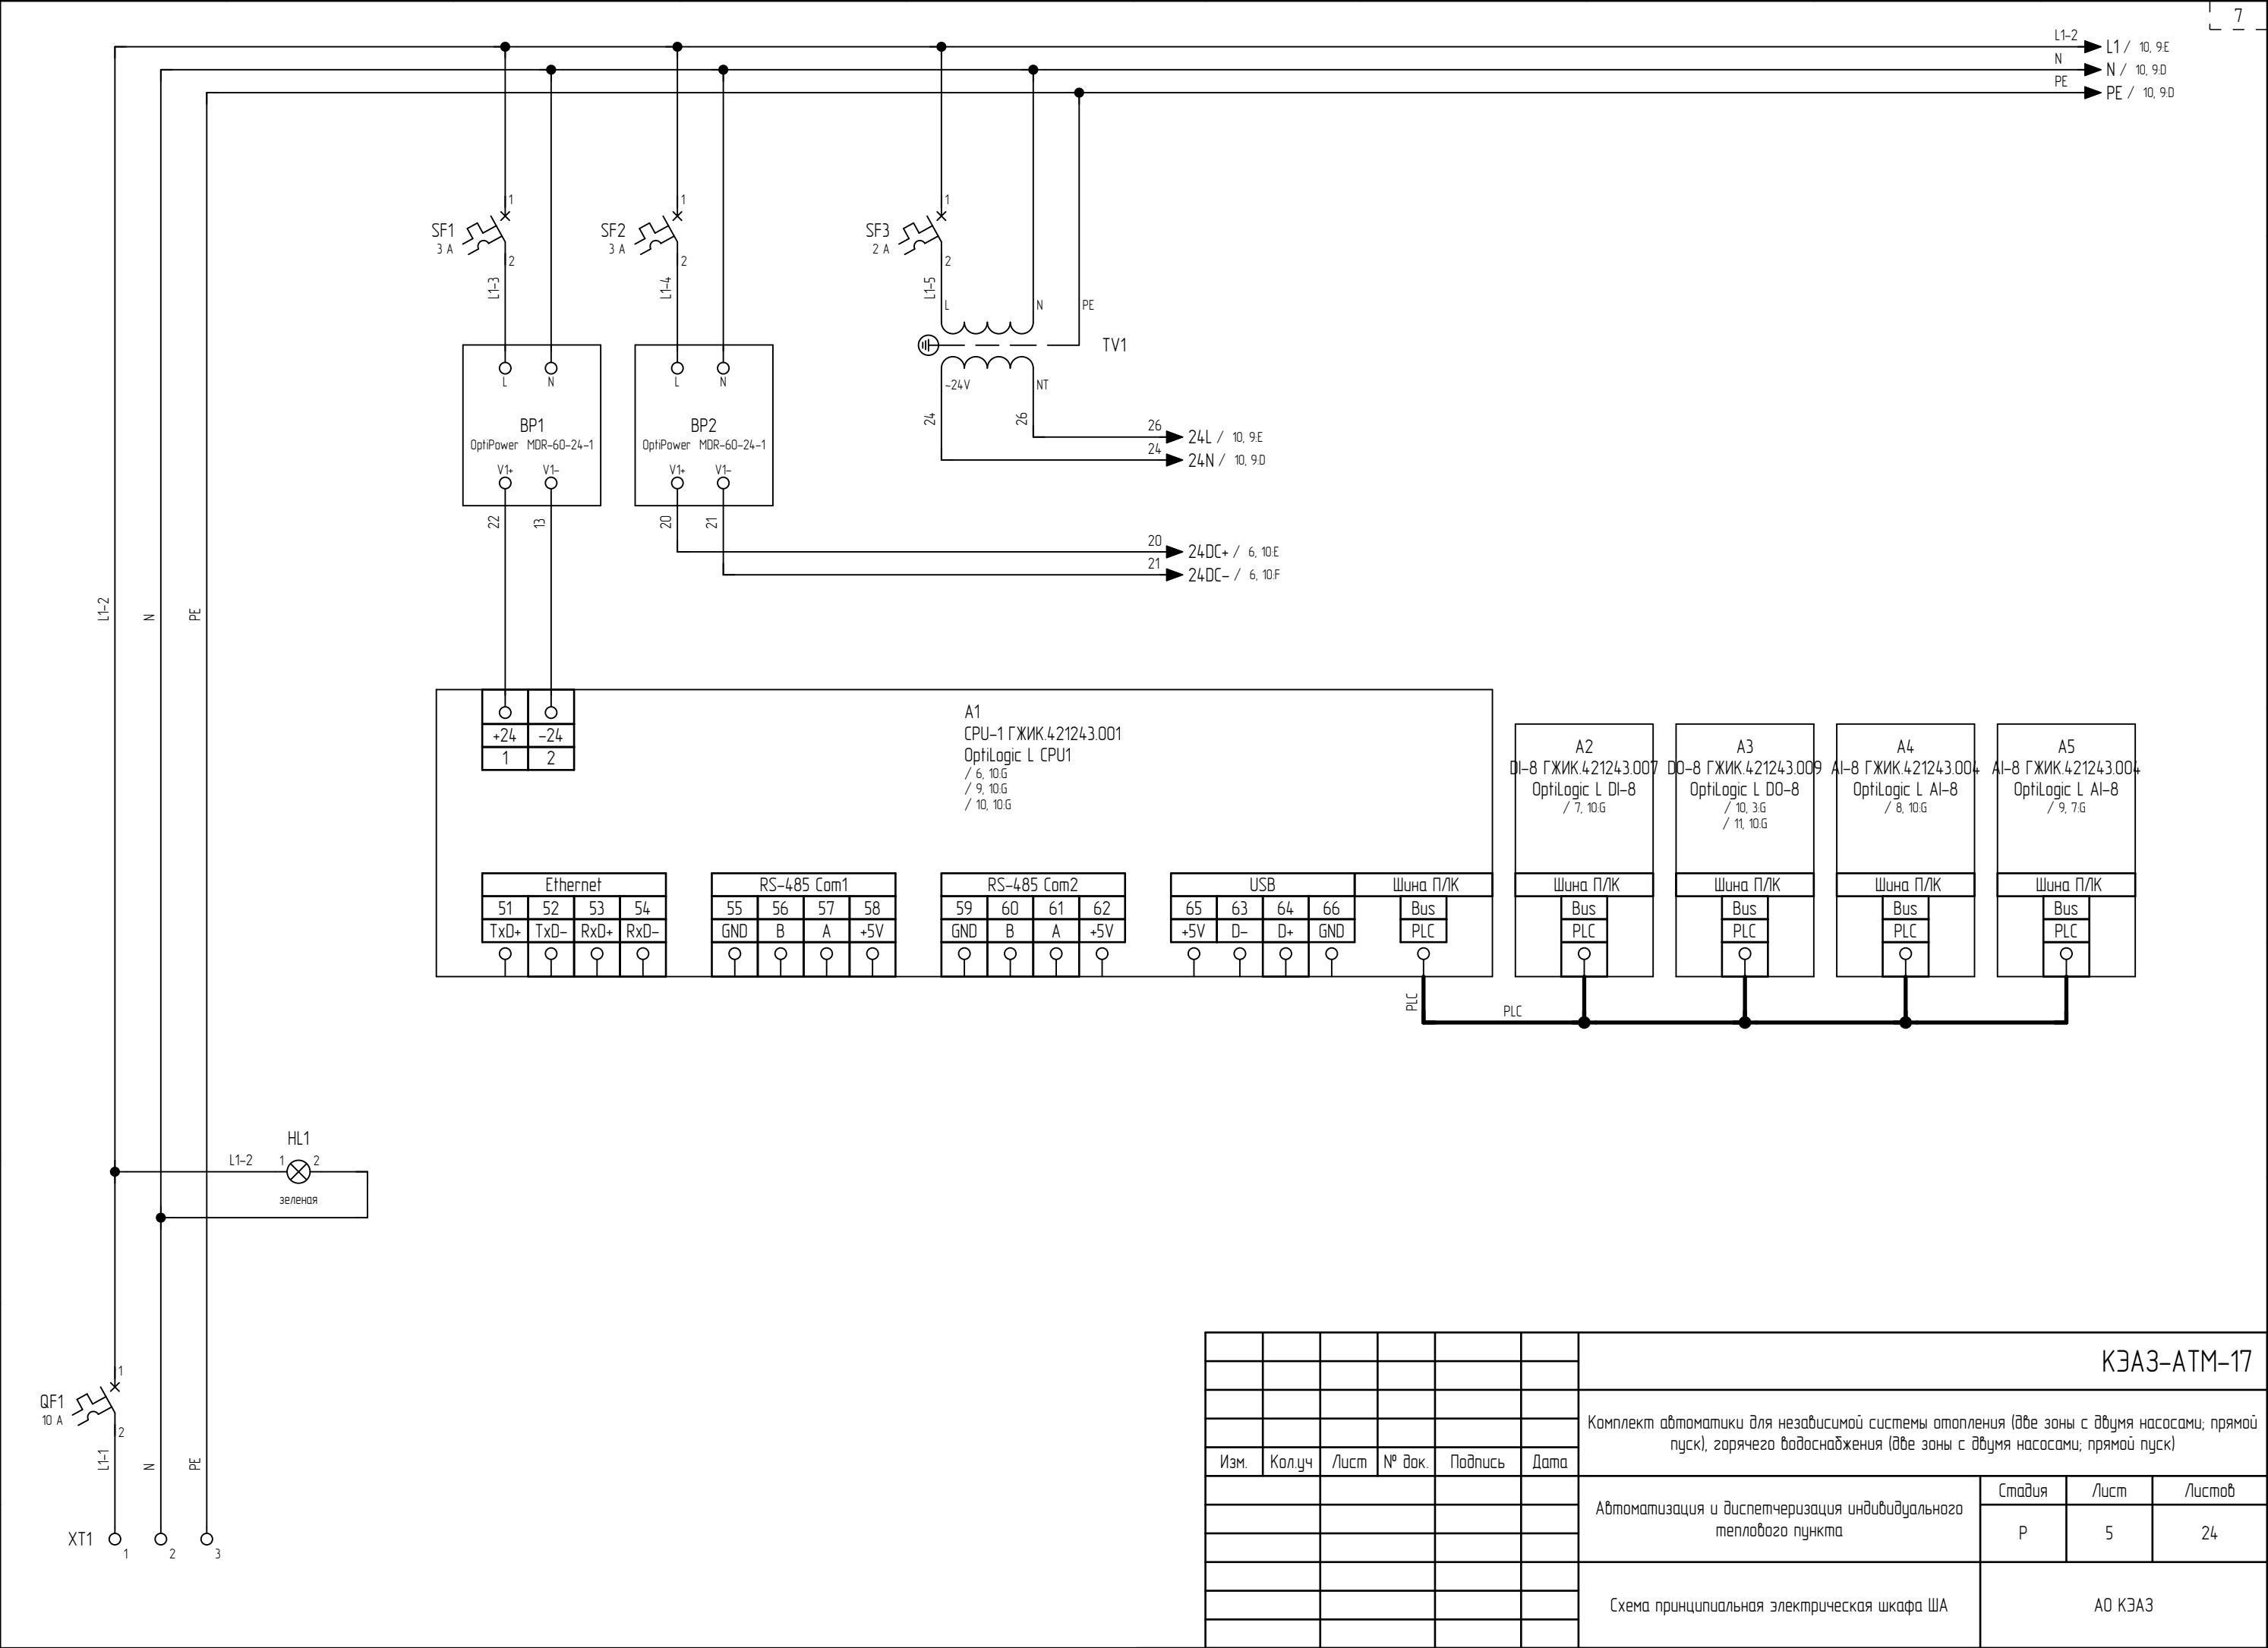 7
L1-2 L1 / 10, 9:E
N N / 10, 9:D
PE PE / 10, 9:D
1 1 1
SF1 SF2 SF3
3 А 3 А 2 А
2 2 2
L1-3 L1-4 L1-5
L N PE
TV1
L N L N
~24V NT
24 26
BP1 BP2
OptiPower MDR-60-24-1 OptiPower MDR-60-24-1
V1+ V1- V1+ V1-
26 24L / 10, 9:E
24 24N / 10, 9:D
22 13 20 21
20 24DC+ / 6, 10:E
21 24DC- / 6, 10:F
L1-2 N PE
+24 -24
1 2
A1
CPU-1 ГЖИК.421243.001
OptiLogic L CPU1
/ 6, 10:G
/ 9, 10:G
/ 10, 10:G
A2
DI-8 ГЖИК.421243.007
OptiLogic L DI-8
/ 7, 10:G
A3
DO-8 ГЖИК.421243.009
OptiLogic L DO-8
/ 10, 3:G
/ 11, 10:G
A4
AI-8 ГЖИК.421243.004
OptiLogic L AI-8
/ 8, 10:G
A5
AI-8 ГЖИК.421243.004
OptiLogic L AI-8
/ 9, 7:G
Ethernet RS-485 Com1 RS-485 Com2 USB Шина ПЛК Шина ПЛК Шина ПЛК Шина ПЛК Шина ПЛК
51 52 53 54 55 56 57 58 59 60 61 62 65 63 64 66 Bus Bus Bus Bus Bus
TxD+ TxD- RxD+ RxD- GND B A +5V GND B A +5V +5V D- D+ GND PLC PLC PLC PLC PLC
PLC PLC
HL1
L1-2 1 2
зеленая
1
QF1
10 А
2
L1-1 N PE
XT1 1 2 3
КЭАЗ-АТМ-17
Комплект автоматики для независимой системы отопления (две зоны с двумя насосами; прямой
пуск), горячего водоснабжения (две зоны с двумя насосами; прямой пуск)
Изм. Кол.уч Лист № док. Подпись Дата
Автоматизация и диспетчеризация индивидуального
теплового пункта
Стадия Лист Листов
Р 5 24
Схема принципиальная электрическая шкафа ША
АО КЭАЗ